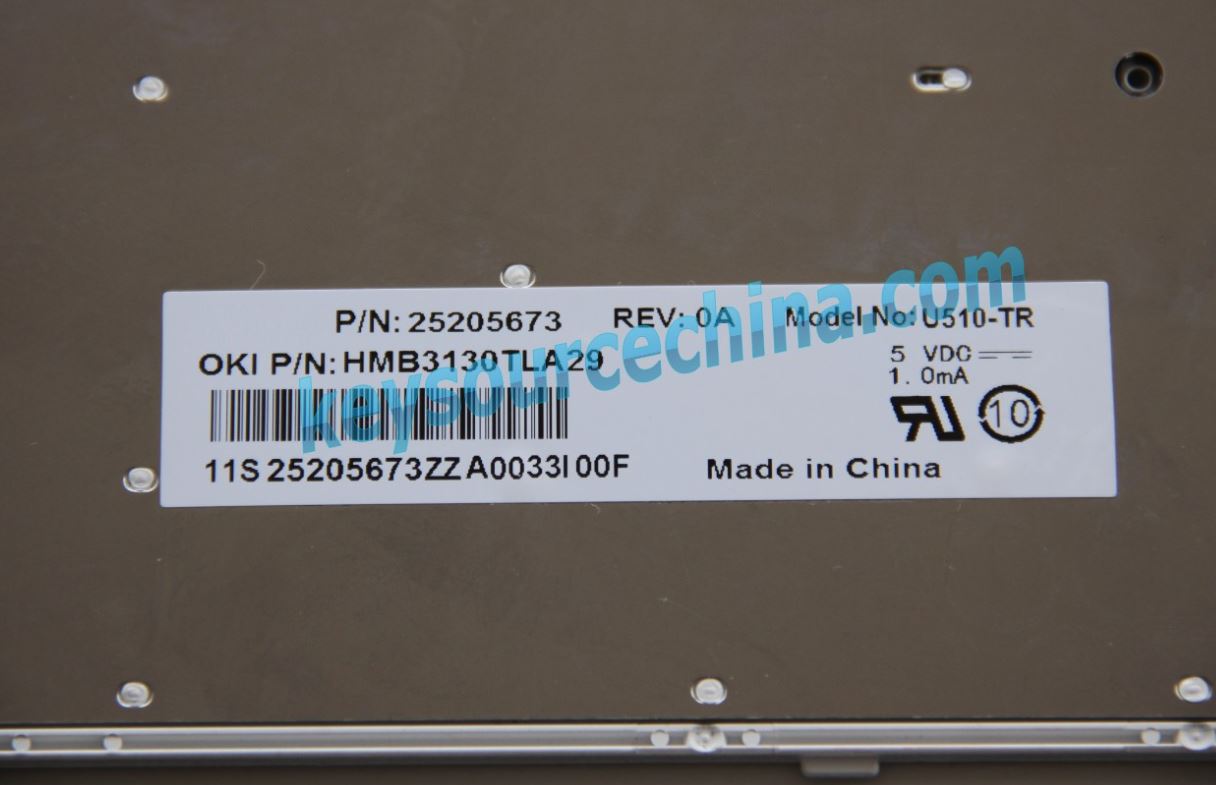 P/N: 25205673 REV: 0A Model No: U510-TR
OKI P/N: HMB3130TLA29
5 VDC
1.0mA
10
11S 25205673ZZ A0033I 00F
Made in China
keysourcechina.com